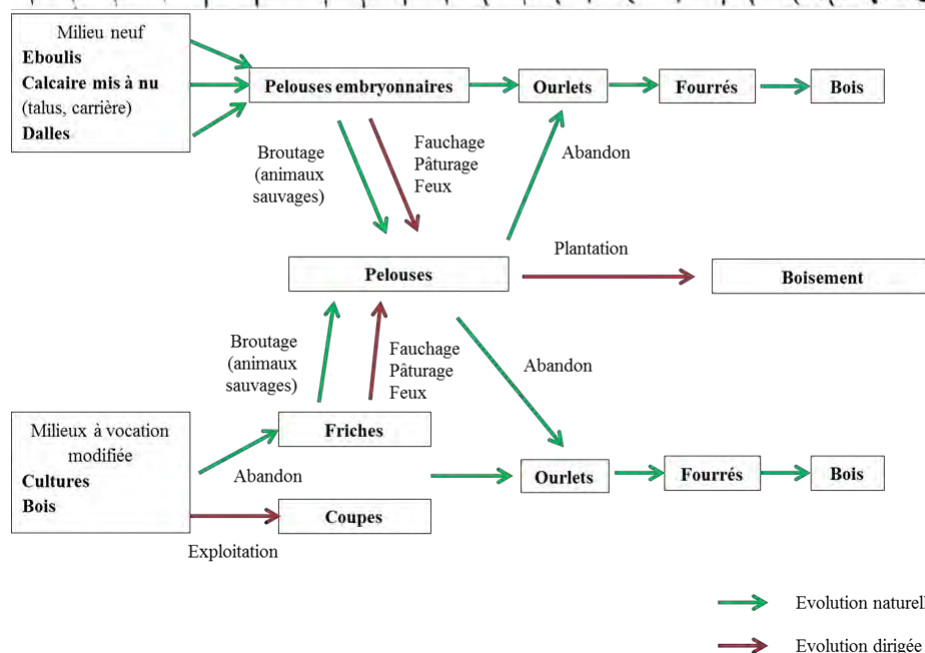 Milieu neuf
Eboulis
Calcaire mis à nu
(talus, carrière)
Dalles
Pelouses embryonnaires
Ourlets
Fourrés
Bois
Broutage
(animaux
sauvages)
Fauchage
Pâturage
Feux
Abandon
Plantation
Pelouses
Boisement
Broutage
(animaux
sauvages)
Fauchage
Pâturage
Feux
Abandon
Milieux à vocation
modifiée
Cultures
Bois
Friches
Abandon
Coupes
Exploitation
Ourlets
Fourrés
Bois
Evolution naturell
Evolution dirigée